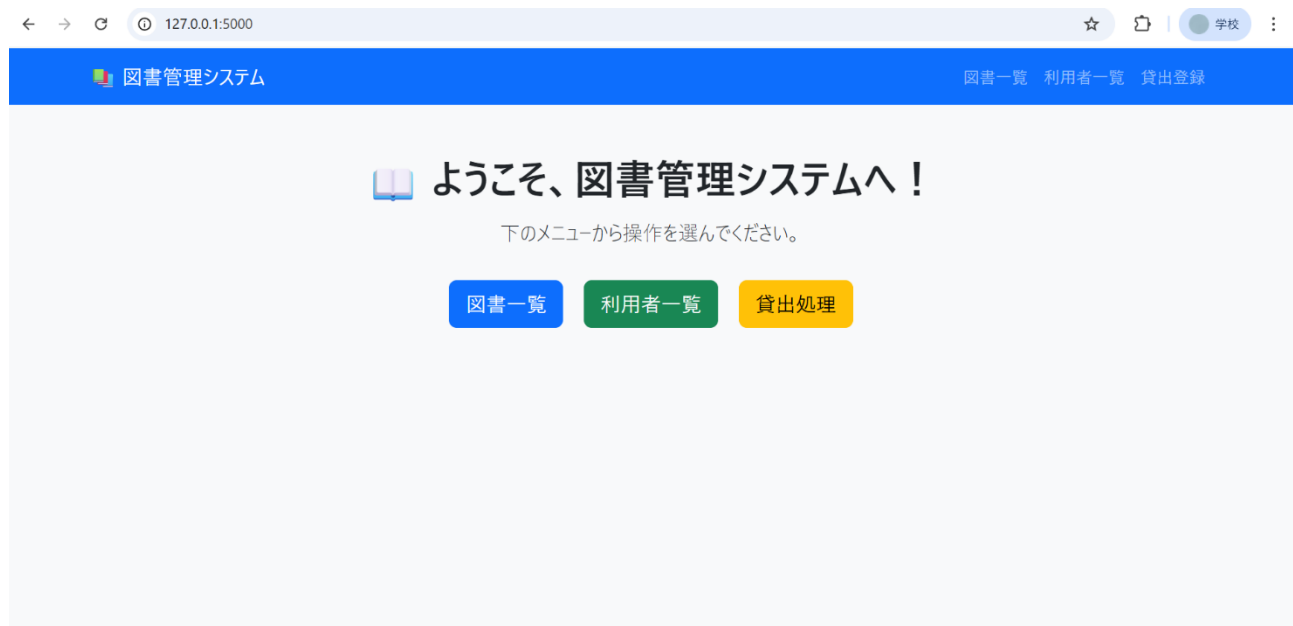 127.0.0.1:5000
学校
図書管理システム
図書一覧 利用者一覧 貸出登録
ようこそ、図書管理システムへ！
下のメニューから操作を選んでください。
図書一覧 利用者一覧 貸出処理